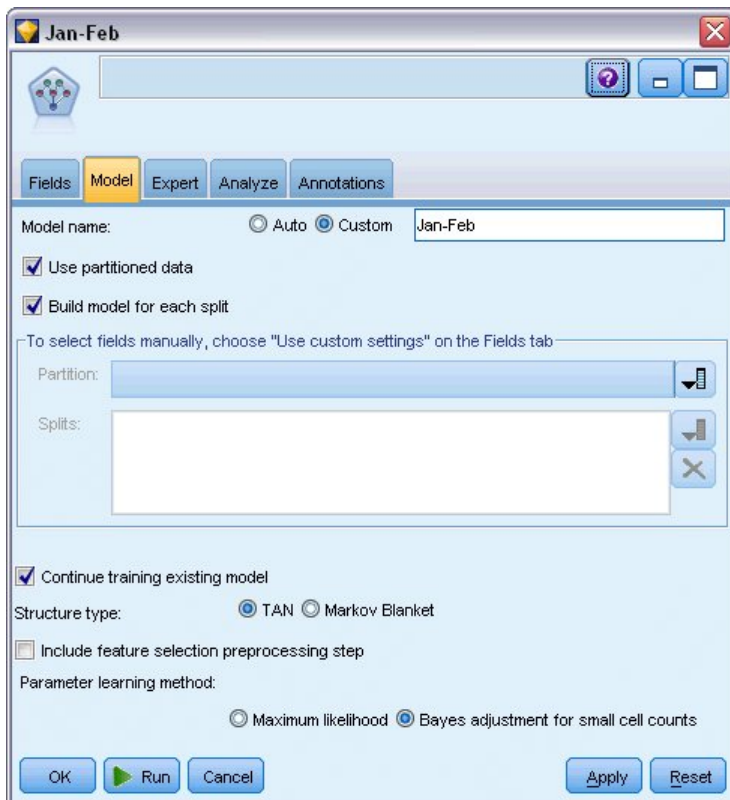 Jan-Feb
?
Fields Model Expert Analyze Annotations
Model name: Auto Custom Jan-Feb
Use partitioned data
Build model for each split
To select fields manually, choose "Use custom settings" on the Fields tab
Partition:
Splits:
Continue training existing model
Structure type: TAN Markov Blanket
Include feature selection preprocessing step
Parameter learning method:
Maximum likelihood Bayes adjustment for small cell counts
OK Run Cancel Apply Reset